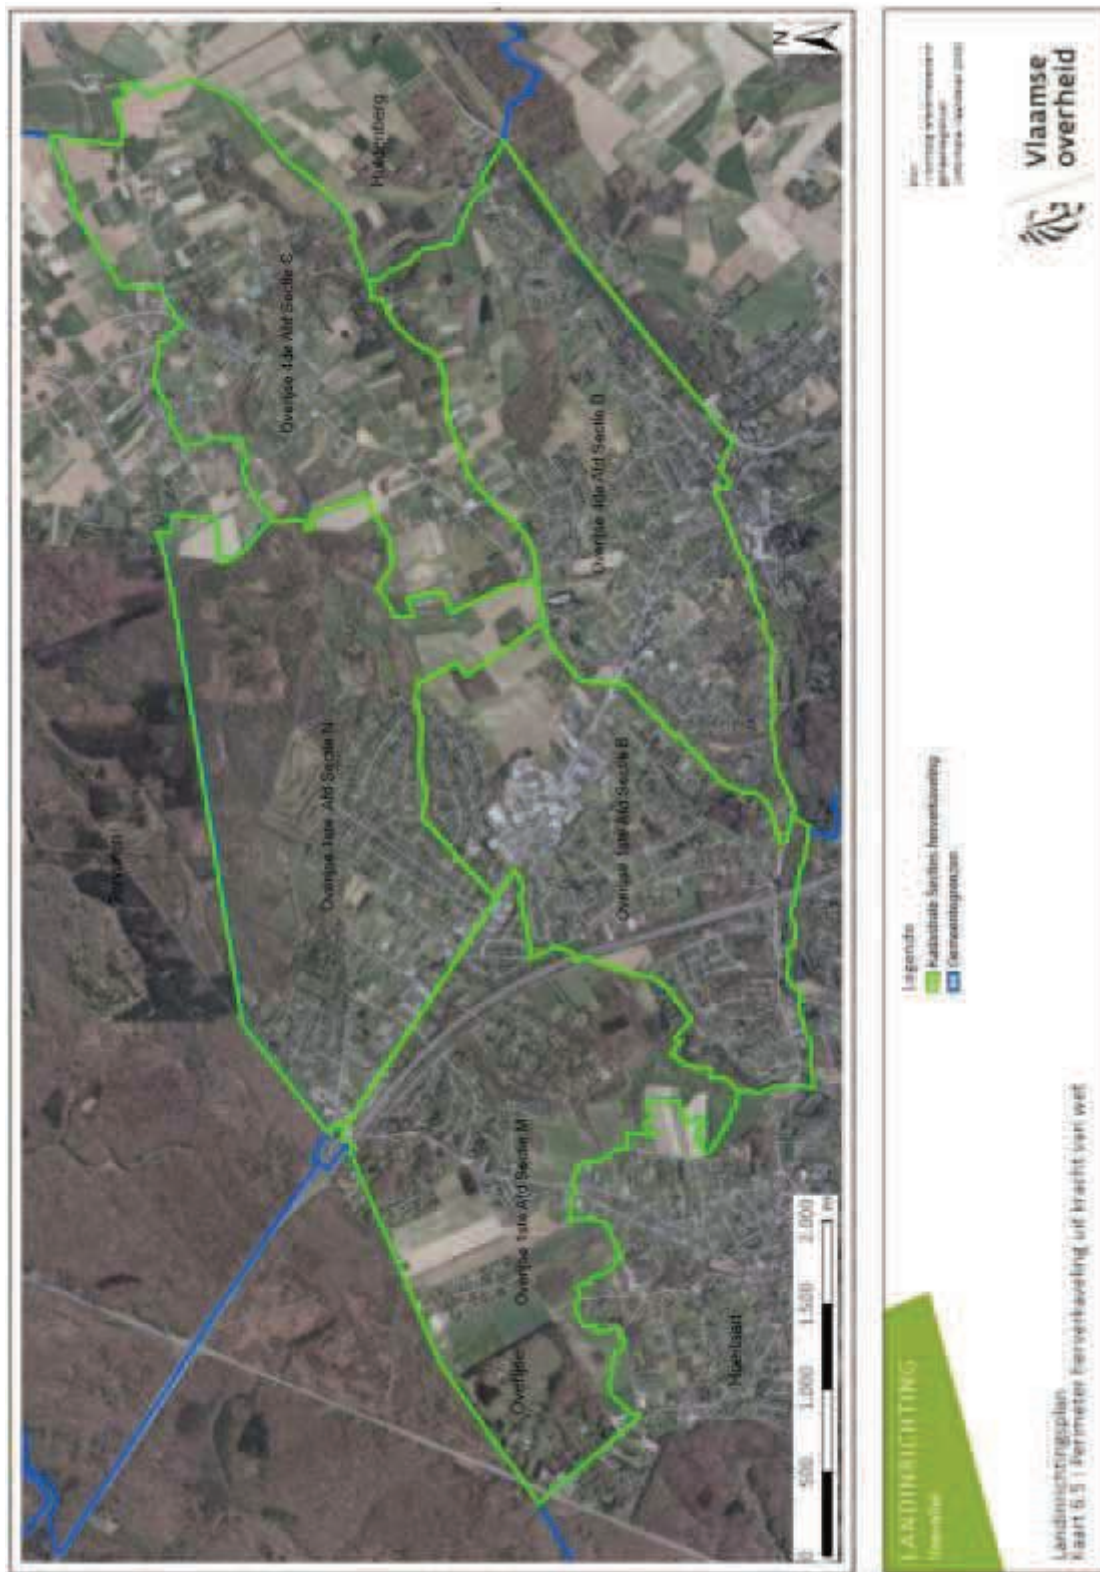 N
Huldenberg
Overijse 4de Afd Sectie C
Overijse 4de Afd Sectie D
Overijse 1ste Afd Sectie N
Overijse 1ste Afd Sectie B
Overijse 1ste Afd Sectie M
Overijse
Hoeilaart
0 500 1.000 1.500 2.000
m
LANDINRICHTING
Landinrichtingsplan
Kaart 6.5 | Perimeter herverkaveling uit kracht van wet
Legende
Kadastrale Secties herverkaveling
Gemeentegrenzen
Vlaamse
overheid